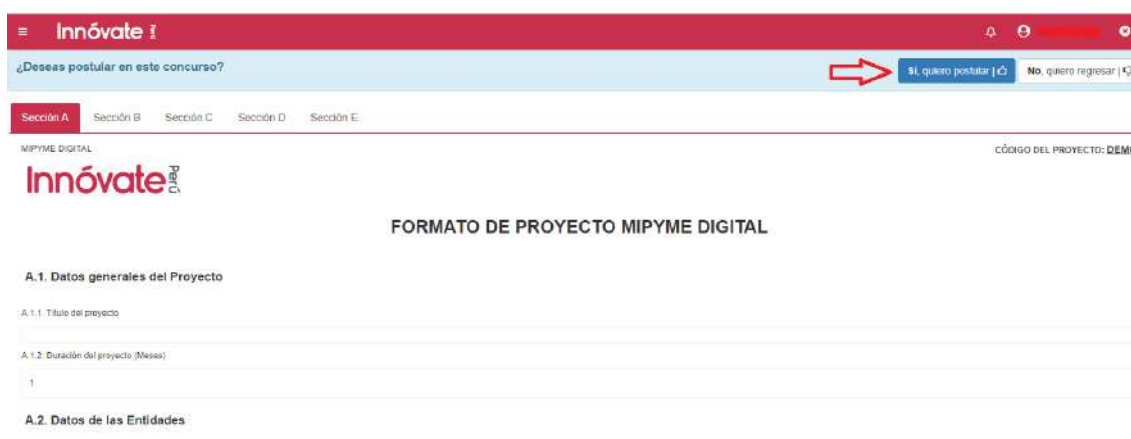 Innóvate Perú
¿Deseas postular en este concurso?
Sí, quiero postular |
No, quiero regresar |
Sección A Sección B Sección C Sección D Sección E
MIPYME DIGITAL
CÓDIGO DEL PROYECTO: DEM
Innóvate Perú
FORMATO DE PROYECTO MIPYME DIGITAL
A.1. Datos generales del Proyecto
A.1.1. Título del proyecto
A.1.2. Duración del proyecto (Meses)
1
A.2. Datos de las Entidades